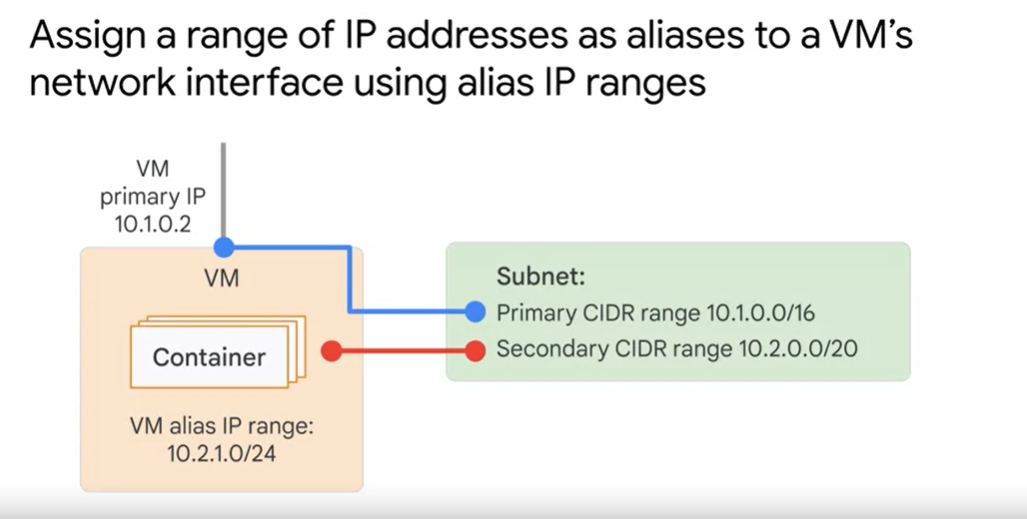 Assign a range of IP addresses as aliases to a VM's
network interface using alias IP ranges
VM
primary IP
10.1.0.2
VM
Container
VM alias IP range:
10.2.1.0/24
Subnet:
Primary CIDR range 10.1.0.0/16
Secondary CIDR range 10.2.0.0/20